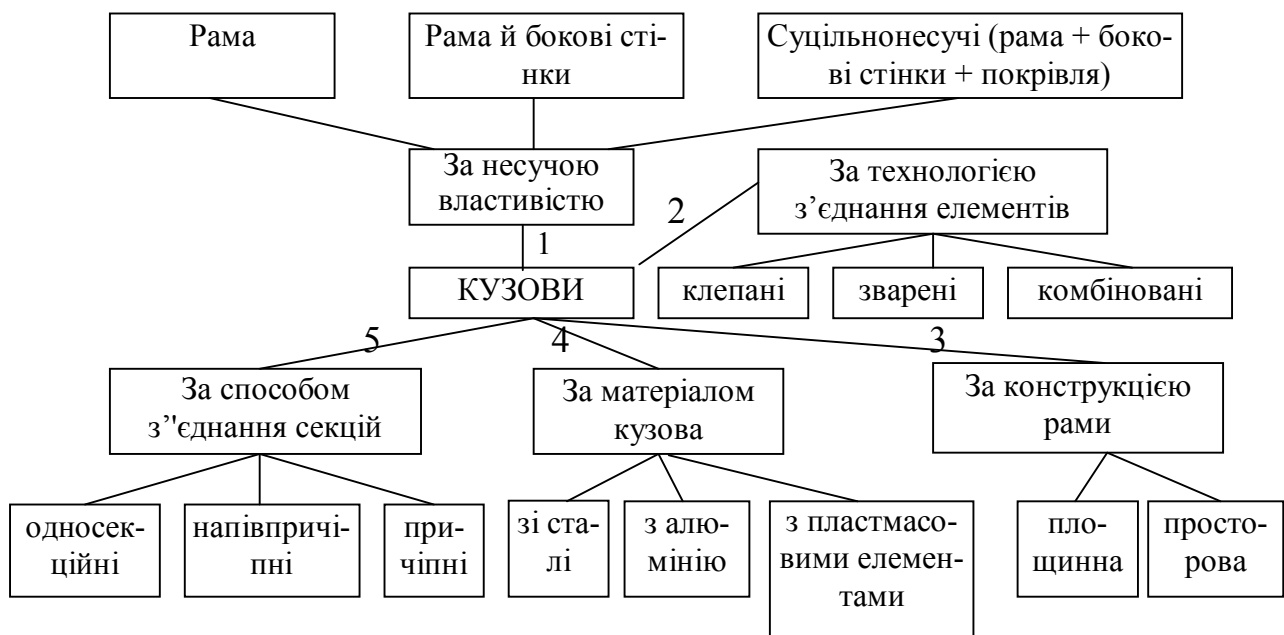 Рама
Рама й бокові сті-
нки
Суцільнонесучі (рама + боко-
ві стінки + покрівля)
За несучою
властивістю
За технологією
з’єднання елементів
2
1
КУЗОВИ
клепані
зварені
комбіновані
5
4
3
За способом
з’'єднання секцій
За матеріалом
кузова
За конструкцією
рами
односек-
ційні
напівпричі-
пні
при-
чіпні
зі ста-
лі
з алю-
мінію
з пластмасо-
вими елемен-
тами
пло-
щинна
просто-
рова